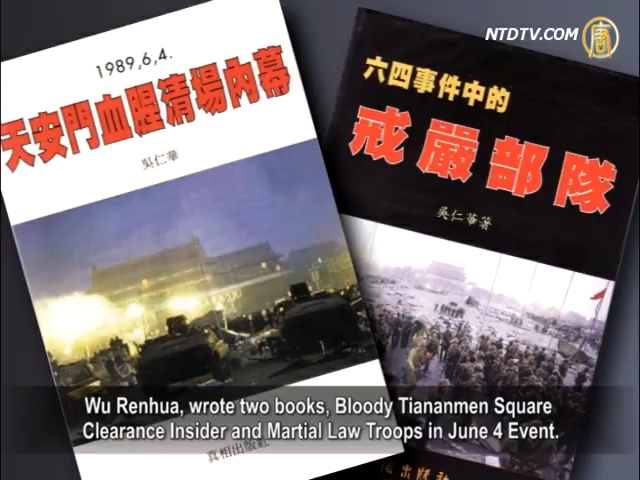 NTDTV.COM
唐
1989,6,4.
天安門血腥清場內幕
吳仁華
六四事件中的
戒嚴部隊
吳仁華著
Wu Renhua, wrote two books, Bloody Tiananmen Square
Clearance Insider and Martial Law Troops in June 4 Event.
真相出版社